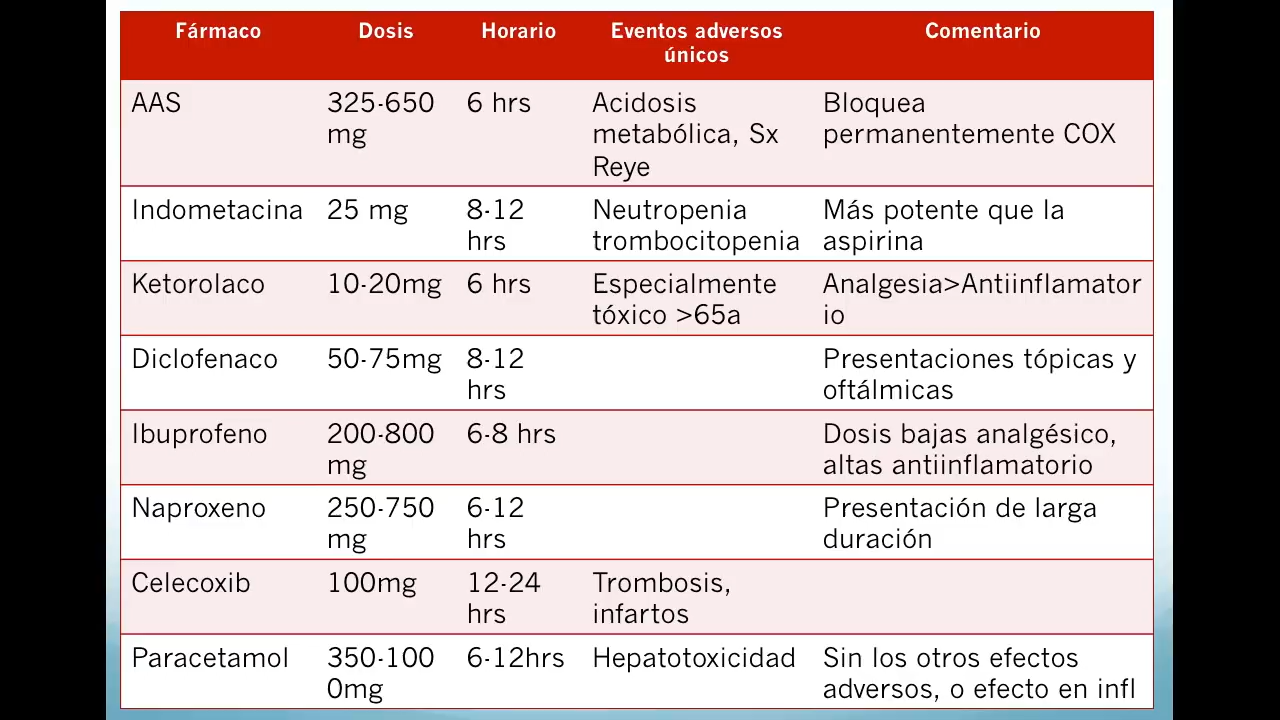 Fármaco Dosis Horario Eventos adversos únicos Comentario
AAS 325-650 mg 6 hrs Acidosis metabólica, Sx Reye Bloquea permanentemente COX
Indometacina 25 mg 8-12 hrs Neutropenia trombocitopenia Más potente que la aspirina
Ketorolaco 10-20mg 6 hrs Especialmente tóxico >65a Analgesia>Antiinflamatorio
Diclofenaco 50-75mg 8-12 hrs Presentaciones tópicas y oftálmicas
Ibuprofeno 200-800 mg 6-8 hrs Dosis bajas analgésico, altas antiinflamatorio
Naproxeno 250-750 mg 6-12 hrs Presentación de larga duración
Celecoxib 100mg 12-24 hrs Trombosis, infartos
Paracetamol 350-1000mg 6-12hrs Hepatotoxicidad Sin los otros efectos adversos, o efecto en infl